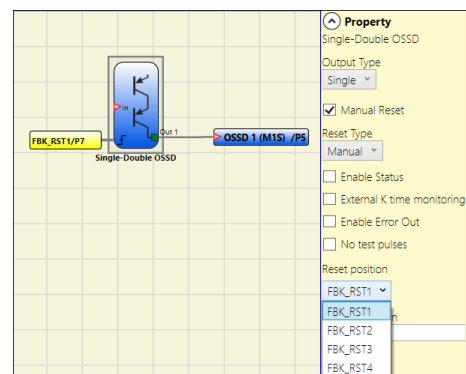 In
FBK_RST1/P7
Out 1
OSSD 1 (M1S) /P5
Single-Double OSSD
Property
Single-Double OSSD
Output Type
Single
Manual Reset
Reset Type
Manual
Enable Status
External K time monitoring
Enable Error Out
No test pulses
Reset position
FBK_RST1
FBK_RST1
FBK_RST2
FBK_RST3
FBK_RST4